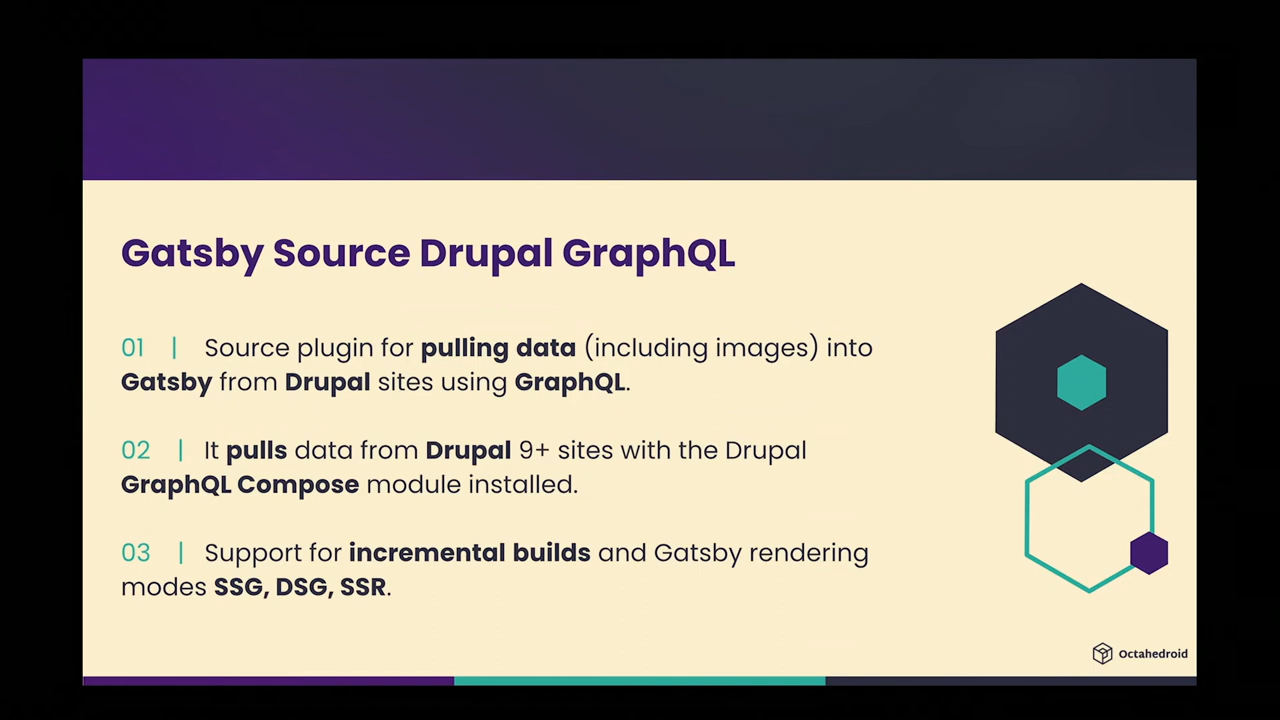 Gatsby Source Drupal GraphQL
01 | Source plugin for pulling data (including images) into
Gatsby from Drupal sites using GraphQL.
02 | It pulls data from Drupal 9+ sites with the Drupal
GraphQL Compose module installed.
03 | Support for incremental builds and Gatsby rendering
modes SSG, DSG, SSR.
Octahedroid